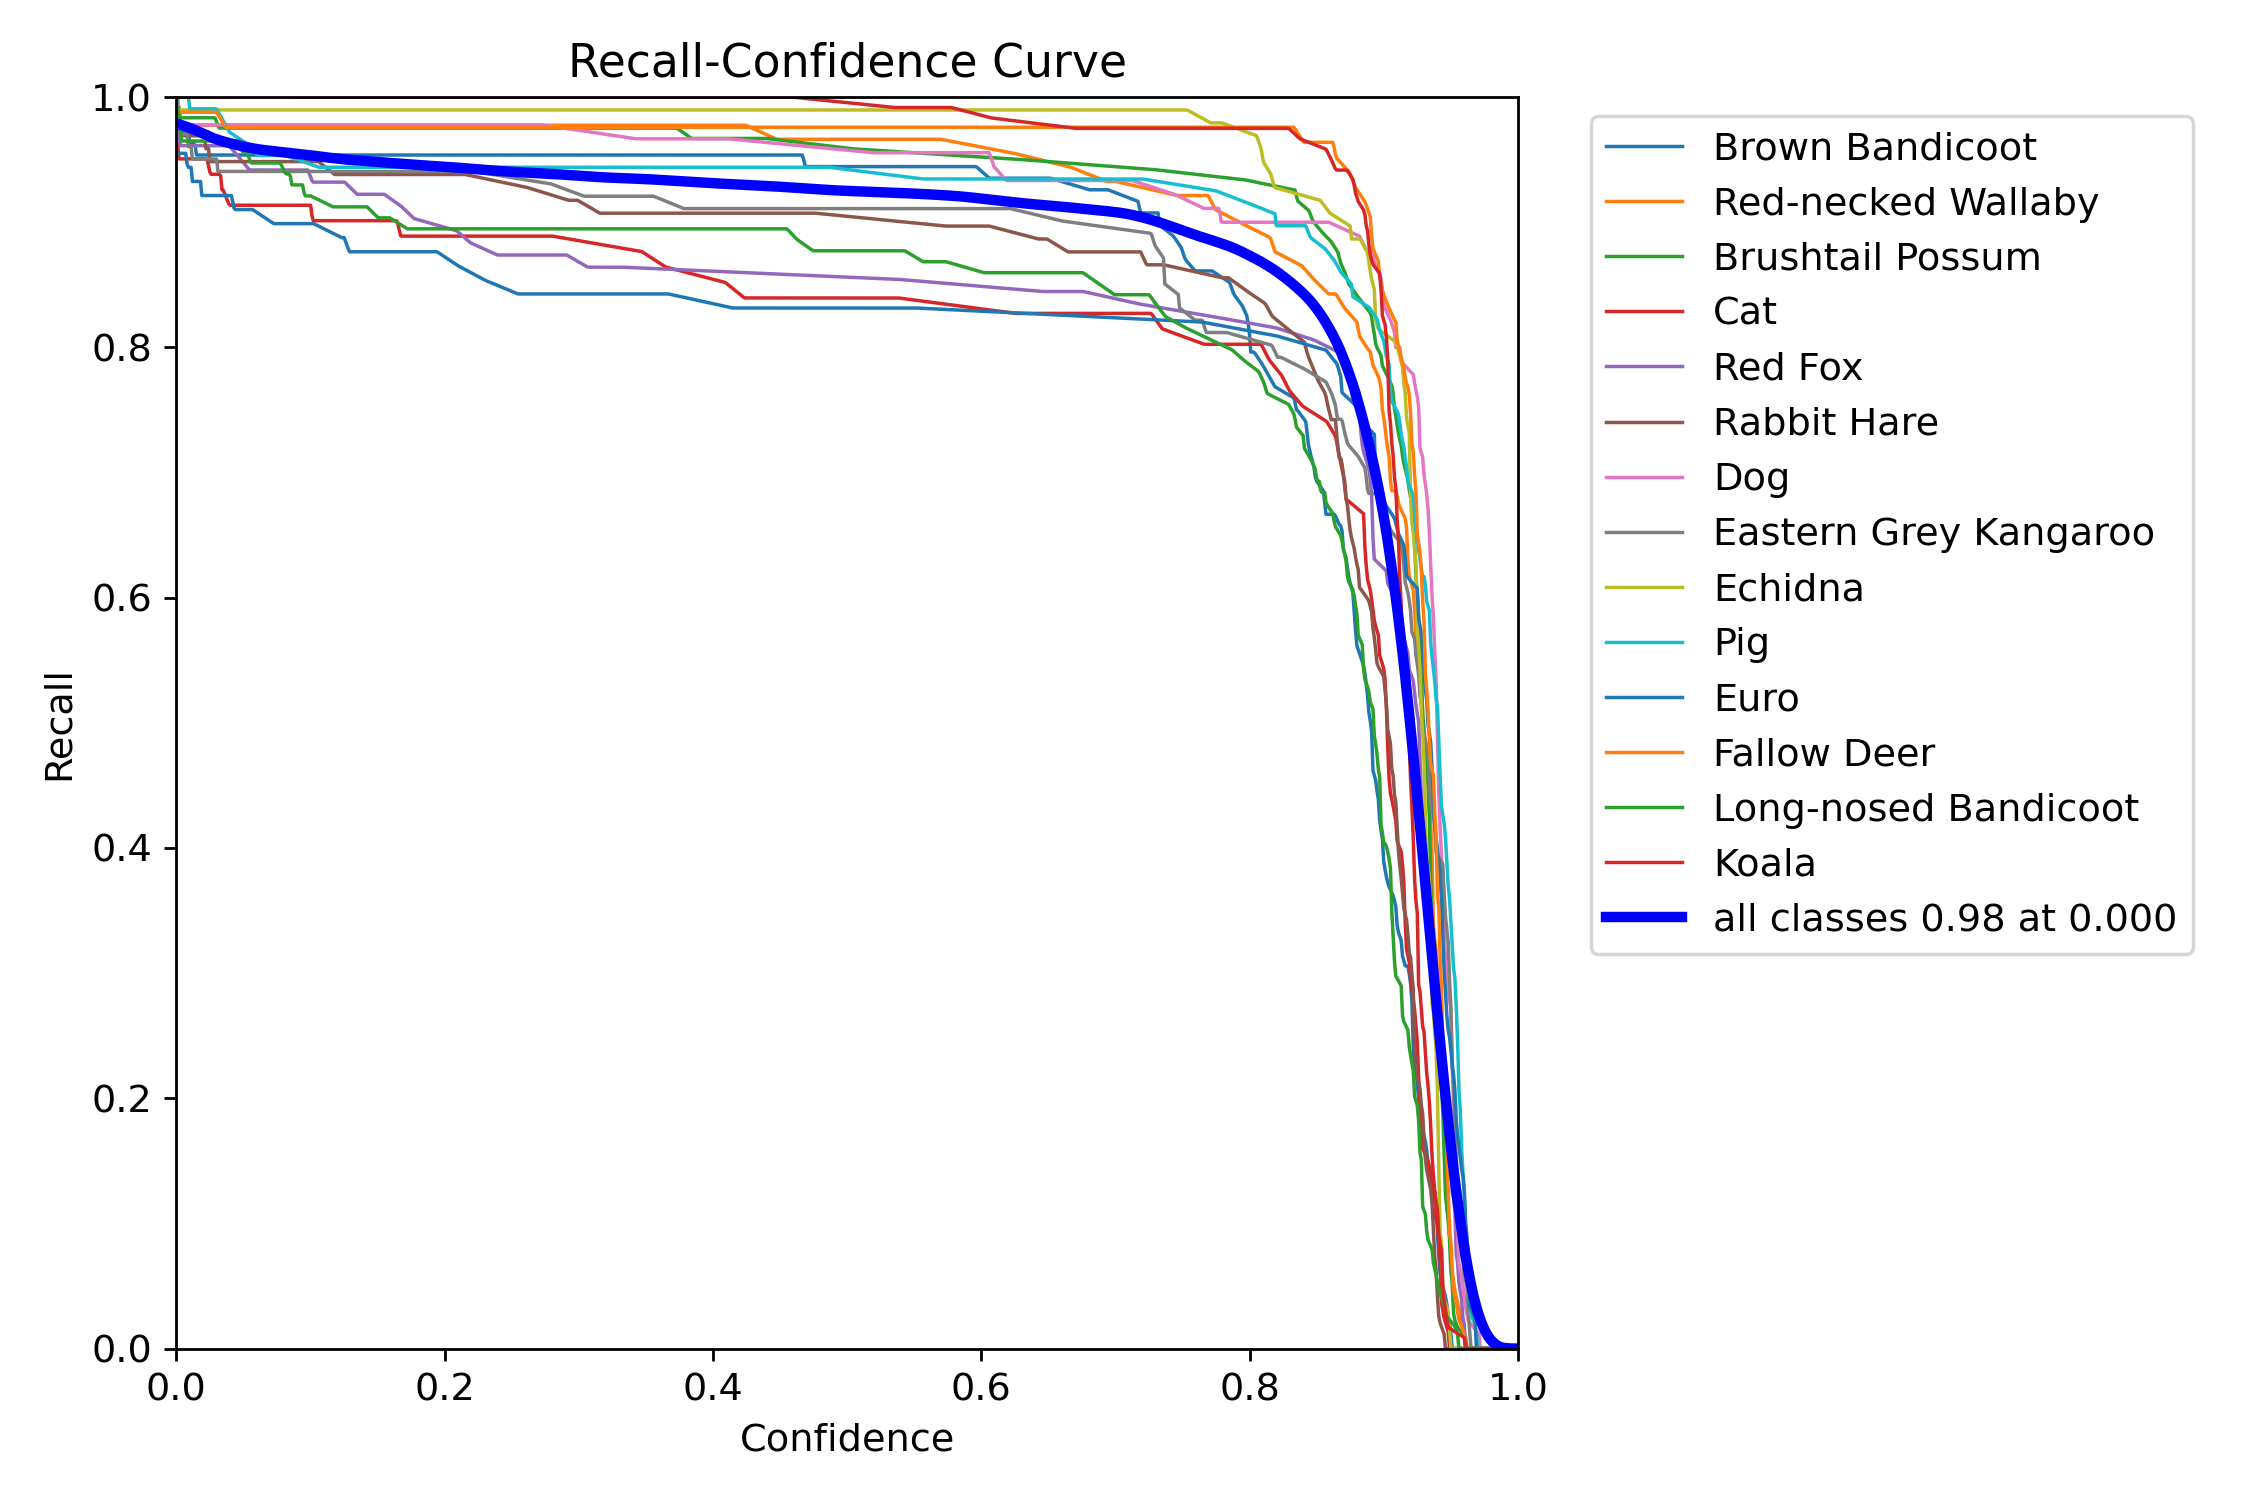 Recall-Confidence Curve
1.0
0.8
0.6
0.4
0.2
0.0
Recall
0.0 0.2 0.4 0.6 0.8 1.0
Confidence
Brown Bandicoot
Red-necked Wallaby
Brushtail Possum
Cat
Red Fox
Rabbit Hare
Dog
Eastern Grey Kangaroo
Echidna
Pig
Euro
Fallow Deer
Long-nosed Bandicoot
Koala
all classes 0.98 at 0.000